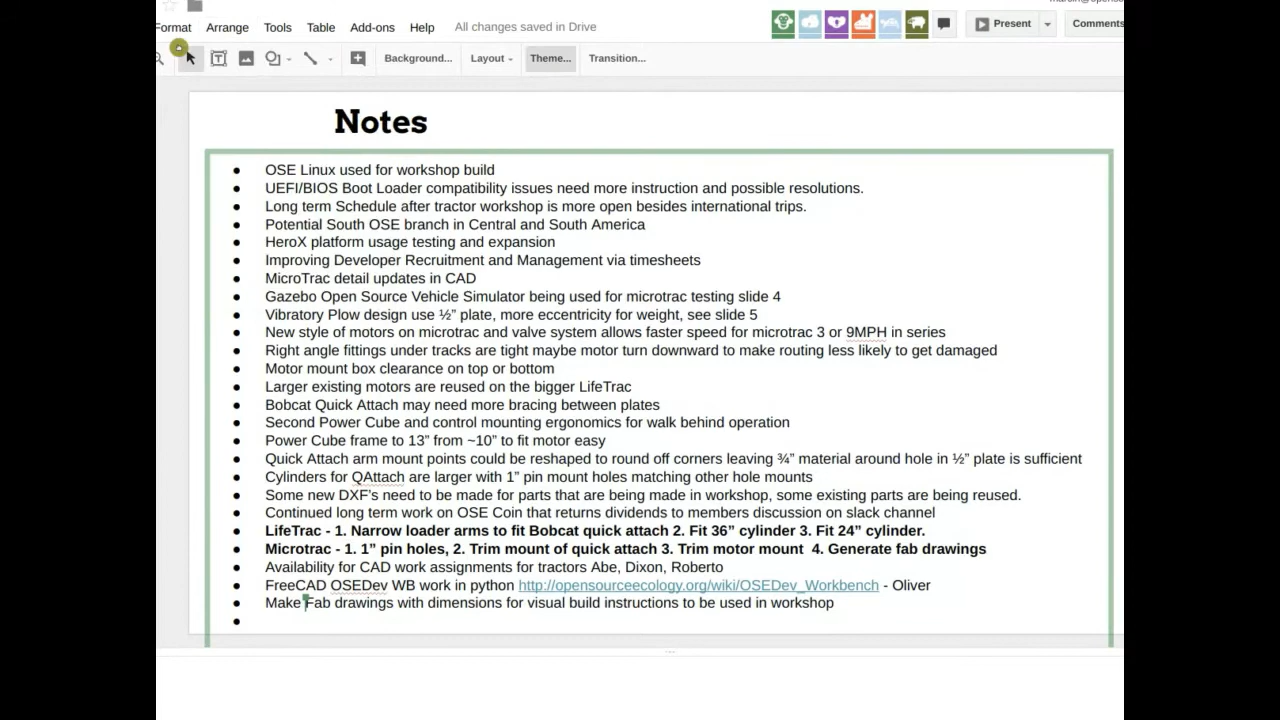 Format Arrange Tools Table Add-ons Help All changes saved in Drive Present Comments
Background... Layout Theme... Transition...
Notes
● OSE Linux used for workshop build
● UEFI/BIOS Boot Loader compatibility issues need more instruction and possible resolutions.
● Long term Schedule after tractor workshop is more open besides international trips.
● Potential South OSE branch in Central and South America
● HeroX platform usage testing and expansion
● Improving Developer Recruitment and Management via timesheets
● MicroTrac detail updates in CAD
● Gazebo Open Source Vehicle Simulator being used for microtrac testing slide 4
● Vibratory Plow design use ½” plate, more eccentricity for weight, see slide 5
● New style of motors on microtrac and valve system allows faster speed for microtrac 3 or 9MPH in series
● Right angle fittings under tracks are tight maybe motor turn downward to make routing less likely to get damaged
● Motor mount box clearance on top or bottom
● Larger existing motors are reused on the bigger LifeTrac
● Bobcat Quick Attach may need more bracing between plates
● Second Power Cube and control mounting ergonomics for walk behind operation
● Power Cube frame to 13” from ~10” to fit motor easy
● Quick Attach arm mount points could be reshaped to round off corners leaving ¾” material around hole in ½” plate is sufficient
● Cylinders for QAttach are larger with 1” pin mount holes matching other hole mounts
● Some new DXF’s need to be made for parts that are being made in workshop, some existing parts are being reused.
● Continued long term work on OSE Coin that returns dividends to members discussion on slack channel
● LifeTrac - 1. Narrow loader arms to fit Bobcat quick attach 2. Fit 36” cylinder 3. Fit 24” cylinder.
● Microtrac - 1. 1” pin holes, 2. Trim mount of quick attach 3. Trim motor mount 4. Generate fab drawings
● Availability for CAD work assignments for tractors Abe, Dixon, Roberto
● FreeCAD OSEDev WB work in python http://opensourceecology.org/wiki/OSEDev_Workbench - Oliver
● Make Fab drawings with dimensions for visual build instructions to be used in workshop
●